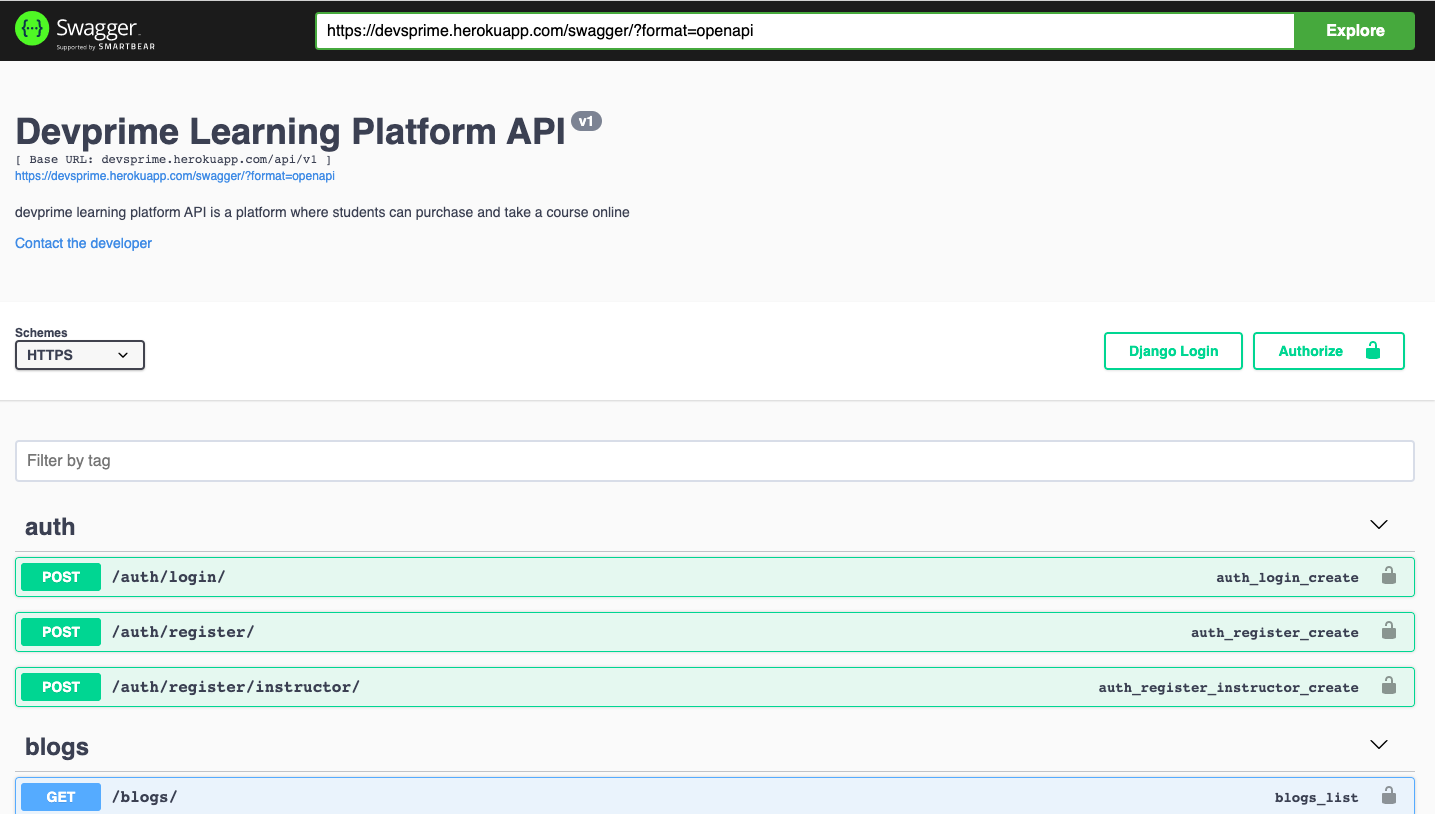 Swagger
Supported by SMARTBEAR
https://devsprime.herokuapp.com/swagger/?format=openapi
Explore
Devprime Learning Platform API v1
[ Base URL: devsprime.herokuapp.com/api/v1 ]
https://devsprime.herokuapp.com/swagger/?format=openapi
devprime learning platform API is a platform where students can purchase and take a course online
Contact the developer
Schemes
HTTPS
Django Login
Authorize
Filter by tag
auth
POST /auth/login/ auth_login_create
POST /auth/register/ auth_register_create
POST /auth/register/instructor/ auth_register_instructor_create
blogs
GET /blogs/ blogs_list